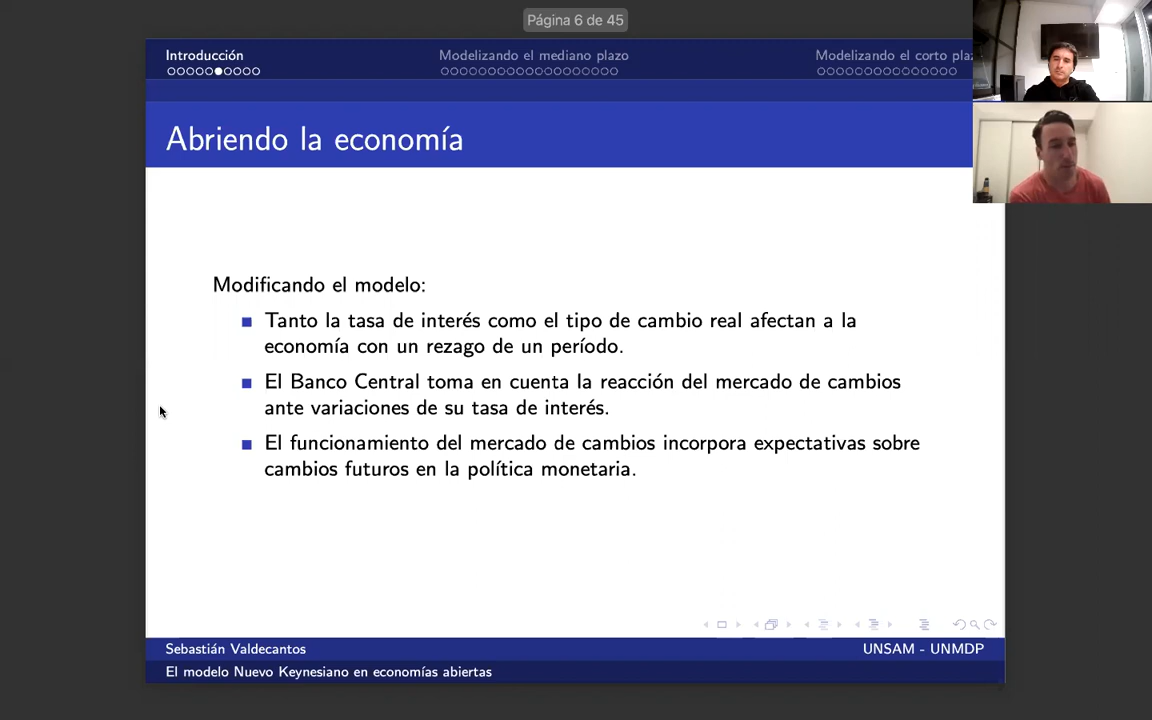 Página 6 de 45
Introducción
Modelizando el mediano plazo
Modelizando el corto
Abriendo la economía
Modificando el modelo:
Tanto la tasa de interés como el tipo de cambio real afectan a la
economía con un rezago de un período.
El Banco Central toma en cuenta la reacción del mercado de cambios
ante variaciones de su tasa de interés.
El funcionamiento del mercado de cambios incorpora expectativas sobre
cambios futuros en la política monetaria.
Sebastián Valdecantos
UNSAM - UNMDP
El modelo Nuevo Keynesiano en economías abiertas